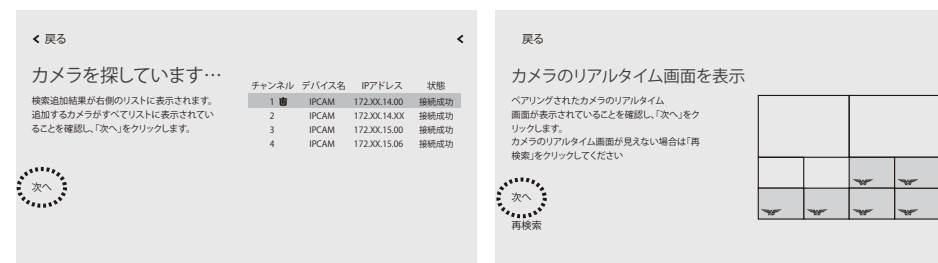 戻る
カメラを探しています…
検索追加結果が右側のリストに表示されます。
追加するカメラがすべてリストに表示されてい
ることを確認し、「次へ」をクリックします。
次へ
チャンネル デバイス名 IPアドレス 状態
1 IPCAM 172.XX.14.00 接続成功
2 IPCAM 172.XX.14.XX 接続成功
3 IPCAM 172.XX.15.00 接続成功
4 IPCAM 172.XX.15.06 接続成功
戻る
カメラのリアルタイム画面を表示
ペアリングされたカメラのリアルタイム
画面が表示されていることを確認し、「次へ」をク
リックします。
カメラのリアルタイム画面が見えない場合は「再
検索」をクリックしてください
次へ
再検索